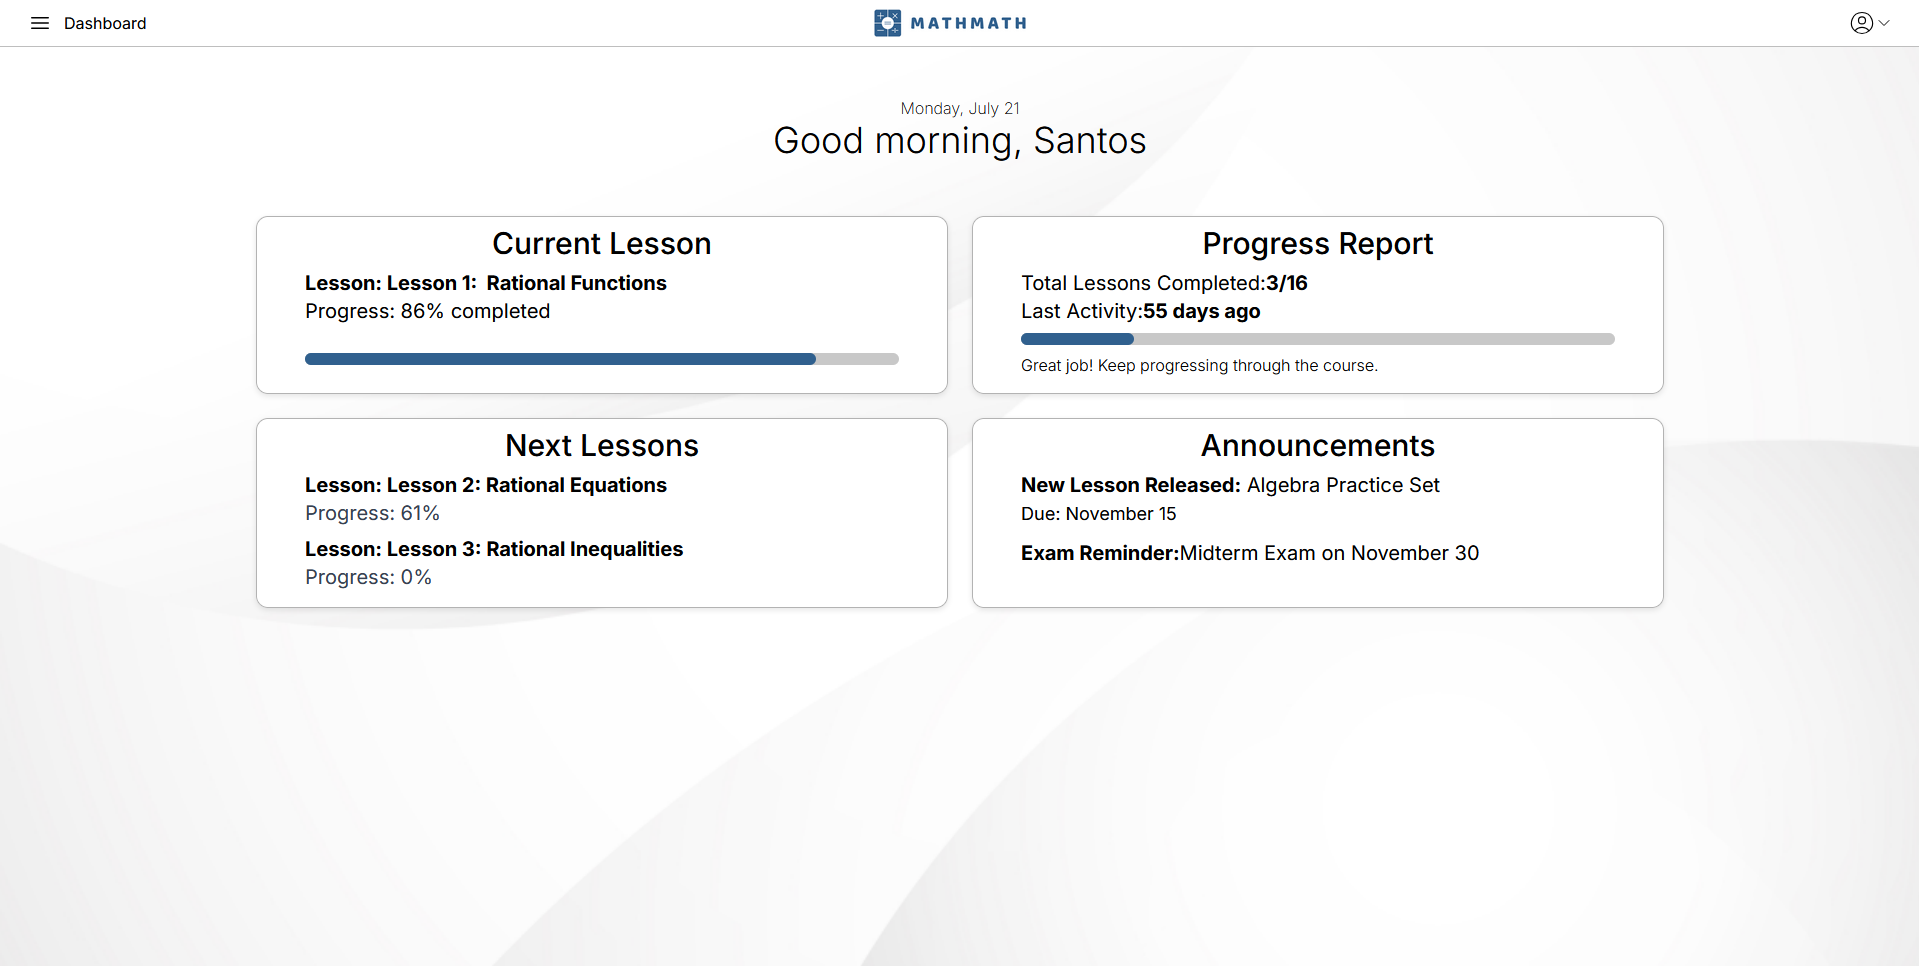 Dashboard
MATHMATH
Monday, July 21
Good morning, Santos
Current Lesson
Lesson: Lesson 1:  Rational Functions
Progress: 86% completed
Progress Report
Total Lessons Completed:3/16
Last Activity:55 days ago
Great job! Keep progressing through the course.
Next Lessons
Lesson: Lesson 2: Rational Equations
Progress: 61%
Lesson: Lesson 3: Rational Inequalities
Progress: 0%
Announcements
New Lesson Released: Algebra Practice Set
Due: November 15
Exam Reminder:Midterm Exam on November 30